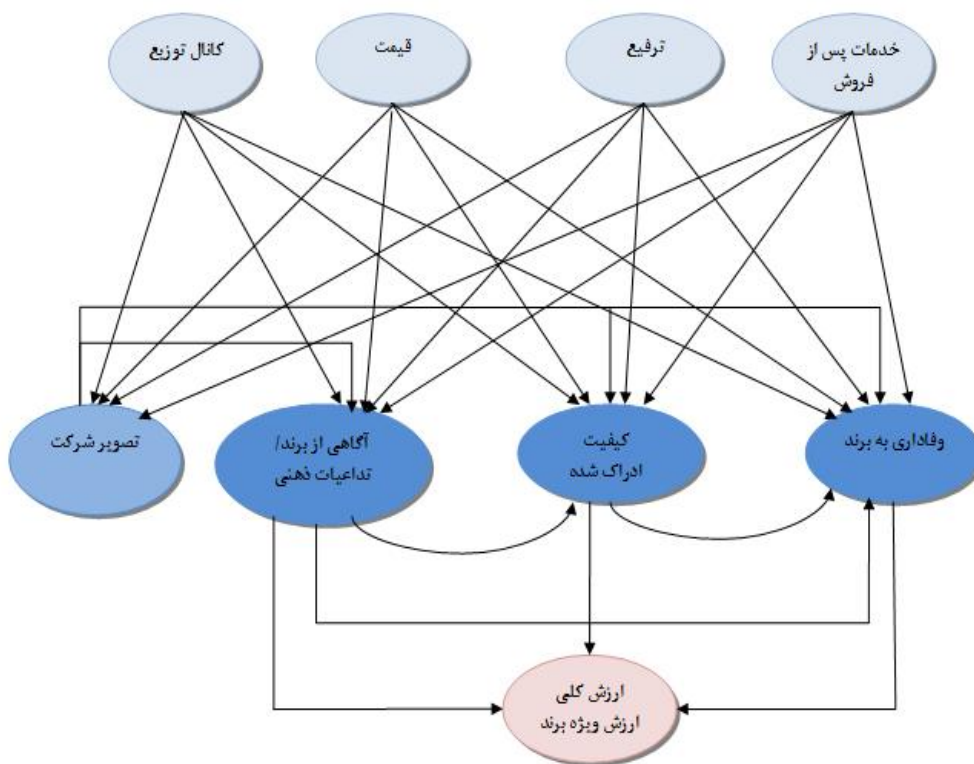 خدمات پس از
فروش
ترفیع
قیمت
کانال توزیع
وفاداری به برند
کیفیت
ادراک شده
آگاهی از برند/
تداعیات ذهنی
تصویر شرکت
ارزش کلی
ارزش ویژه برند